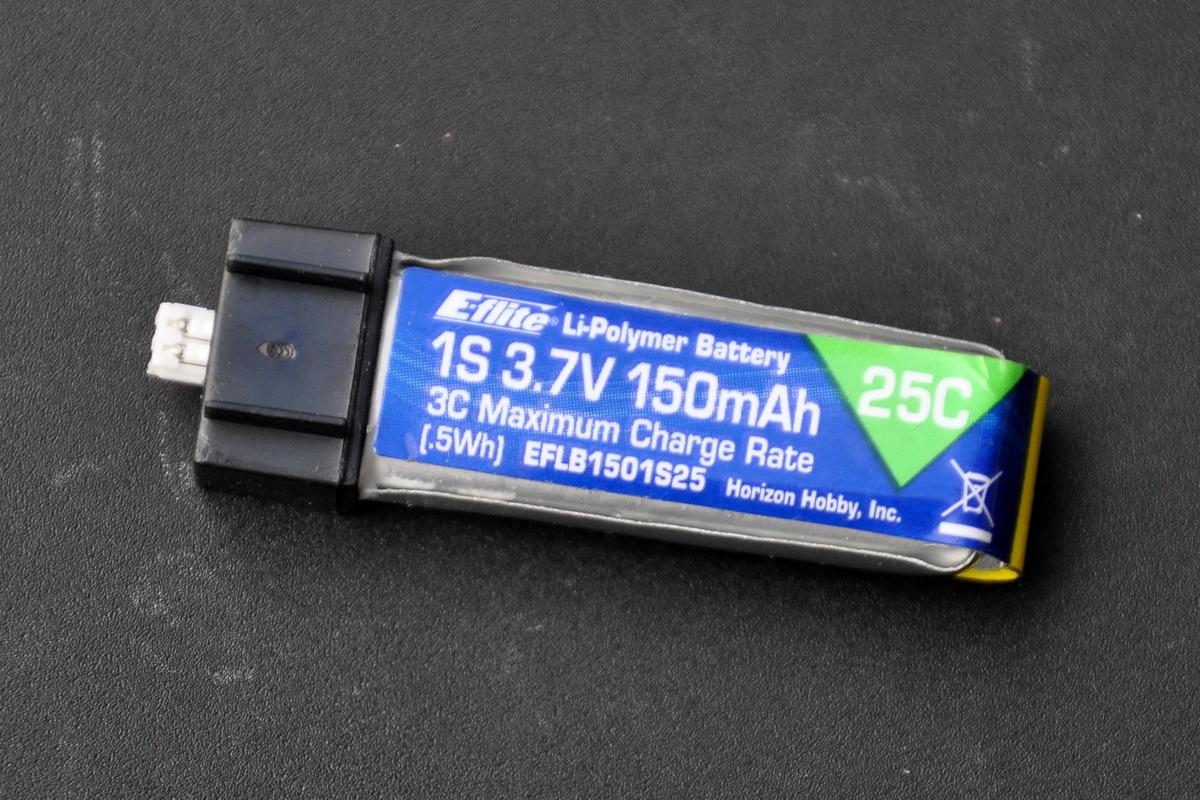 E-flite® Li-Polymer Battery
1S 3.7V 150mAh
25C
3C Maximum Charge Rate
(.5Wh) EFLB1501S25 Horizon Hobby, Inc.